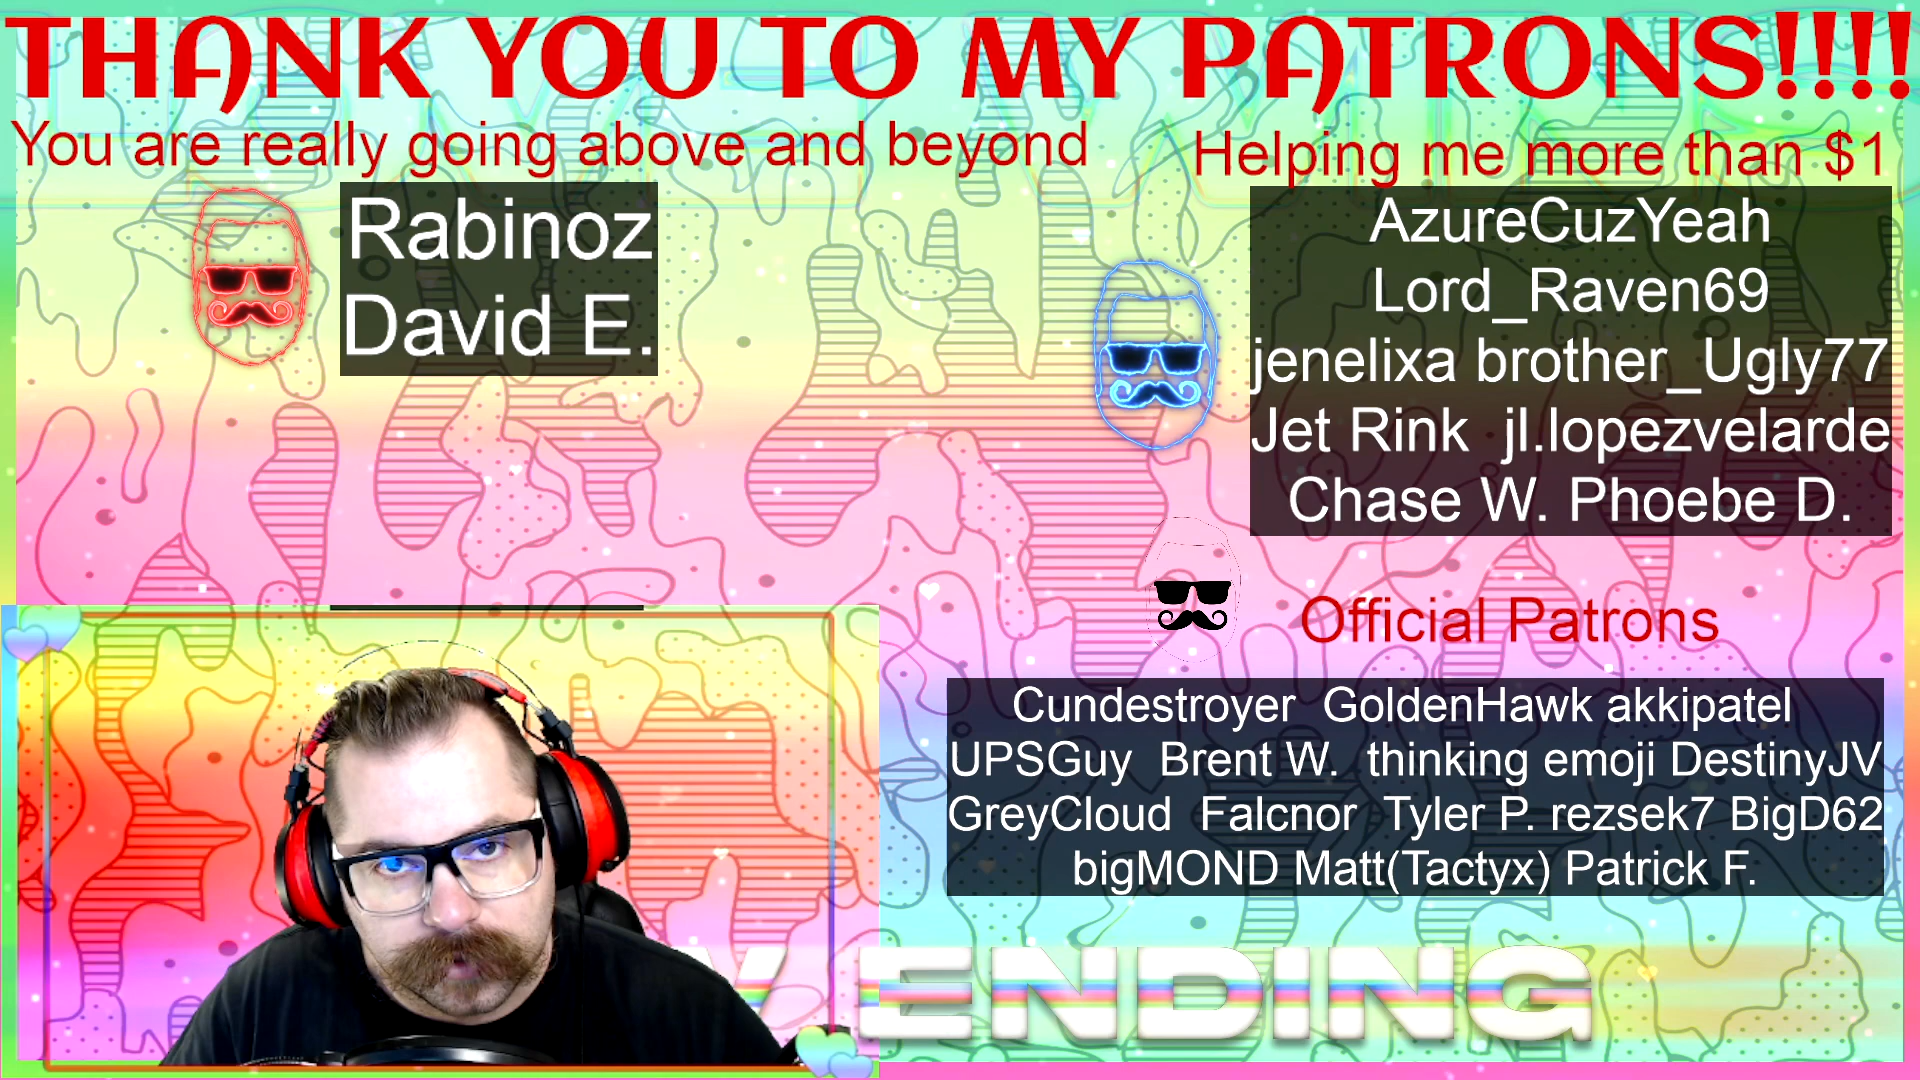 THANK YOU TO MY PATRONS!!!!
You are really going above and beyond
Rabinoz
David E.
Helping me more than $1
AzureCuzYeah
Lord_Raven69
jenelixa brother_Ugly77
Jet Rink jl.lopezvelarde
Chase W. Phoebe D.
Official Patrons
Cundestroyer GoldenHawk akkipatel
UPSGuy Brent W. thinking emoji DestinyJV
GreyCloud Falcnor Tyler P. rezsek7 BigD62
bigMOND Matt(Tactyx) Patrick F.
ENDING